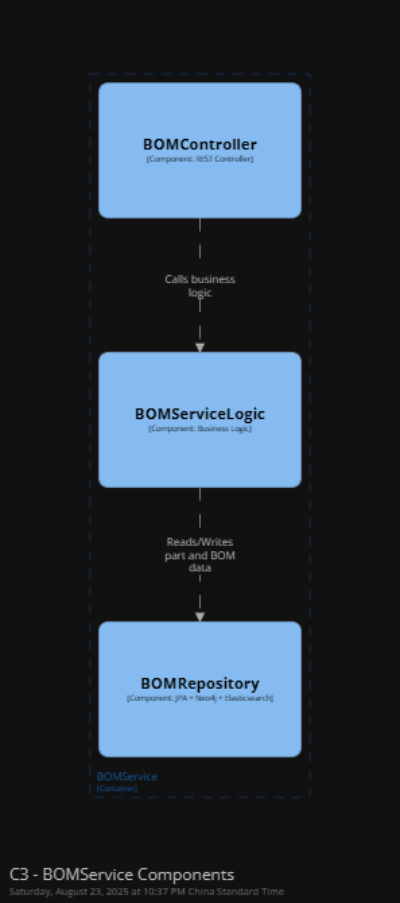 BOMController
[Component: REST Controller]
Calls business
logic
BOMServiceLogic
[Component: Business Logic]
Reads/Writes
part and BOM
data
BOMRepository
[Component: JPA + Neo4j + Elasticsearch]
BOMService
[Container]
C3 - BOMService Components
Saturday, August 23, 2025 at 10:37 PM China Standard Time